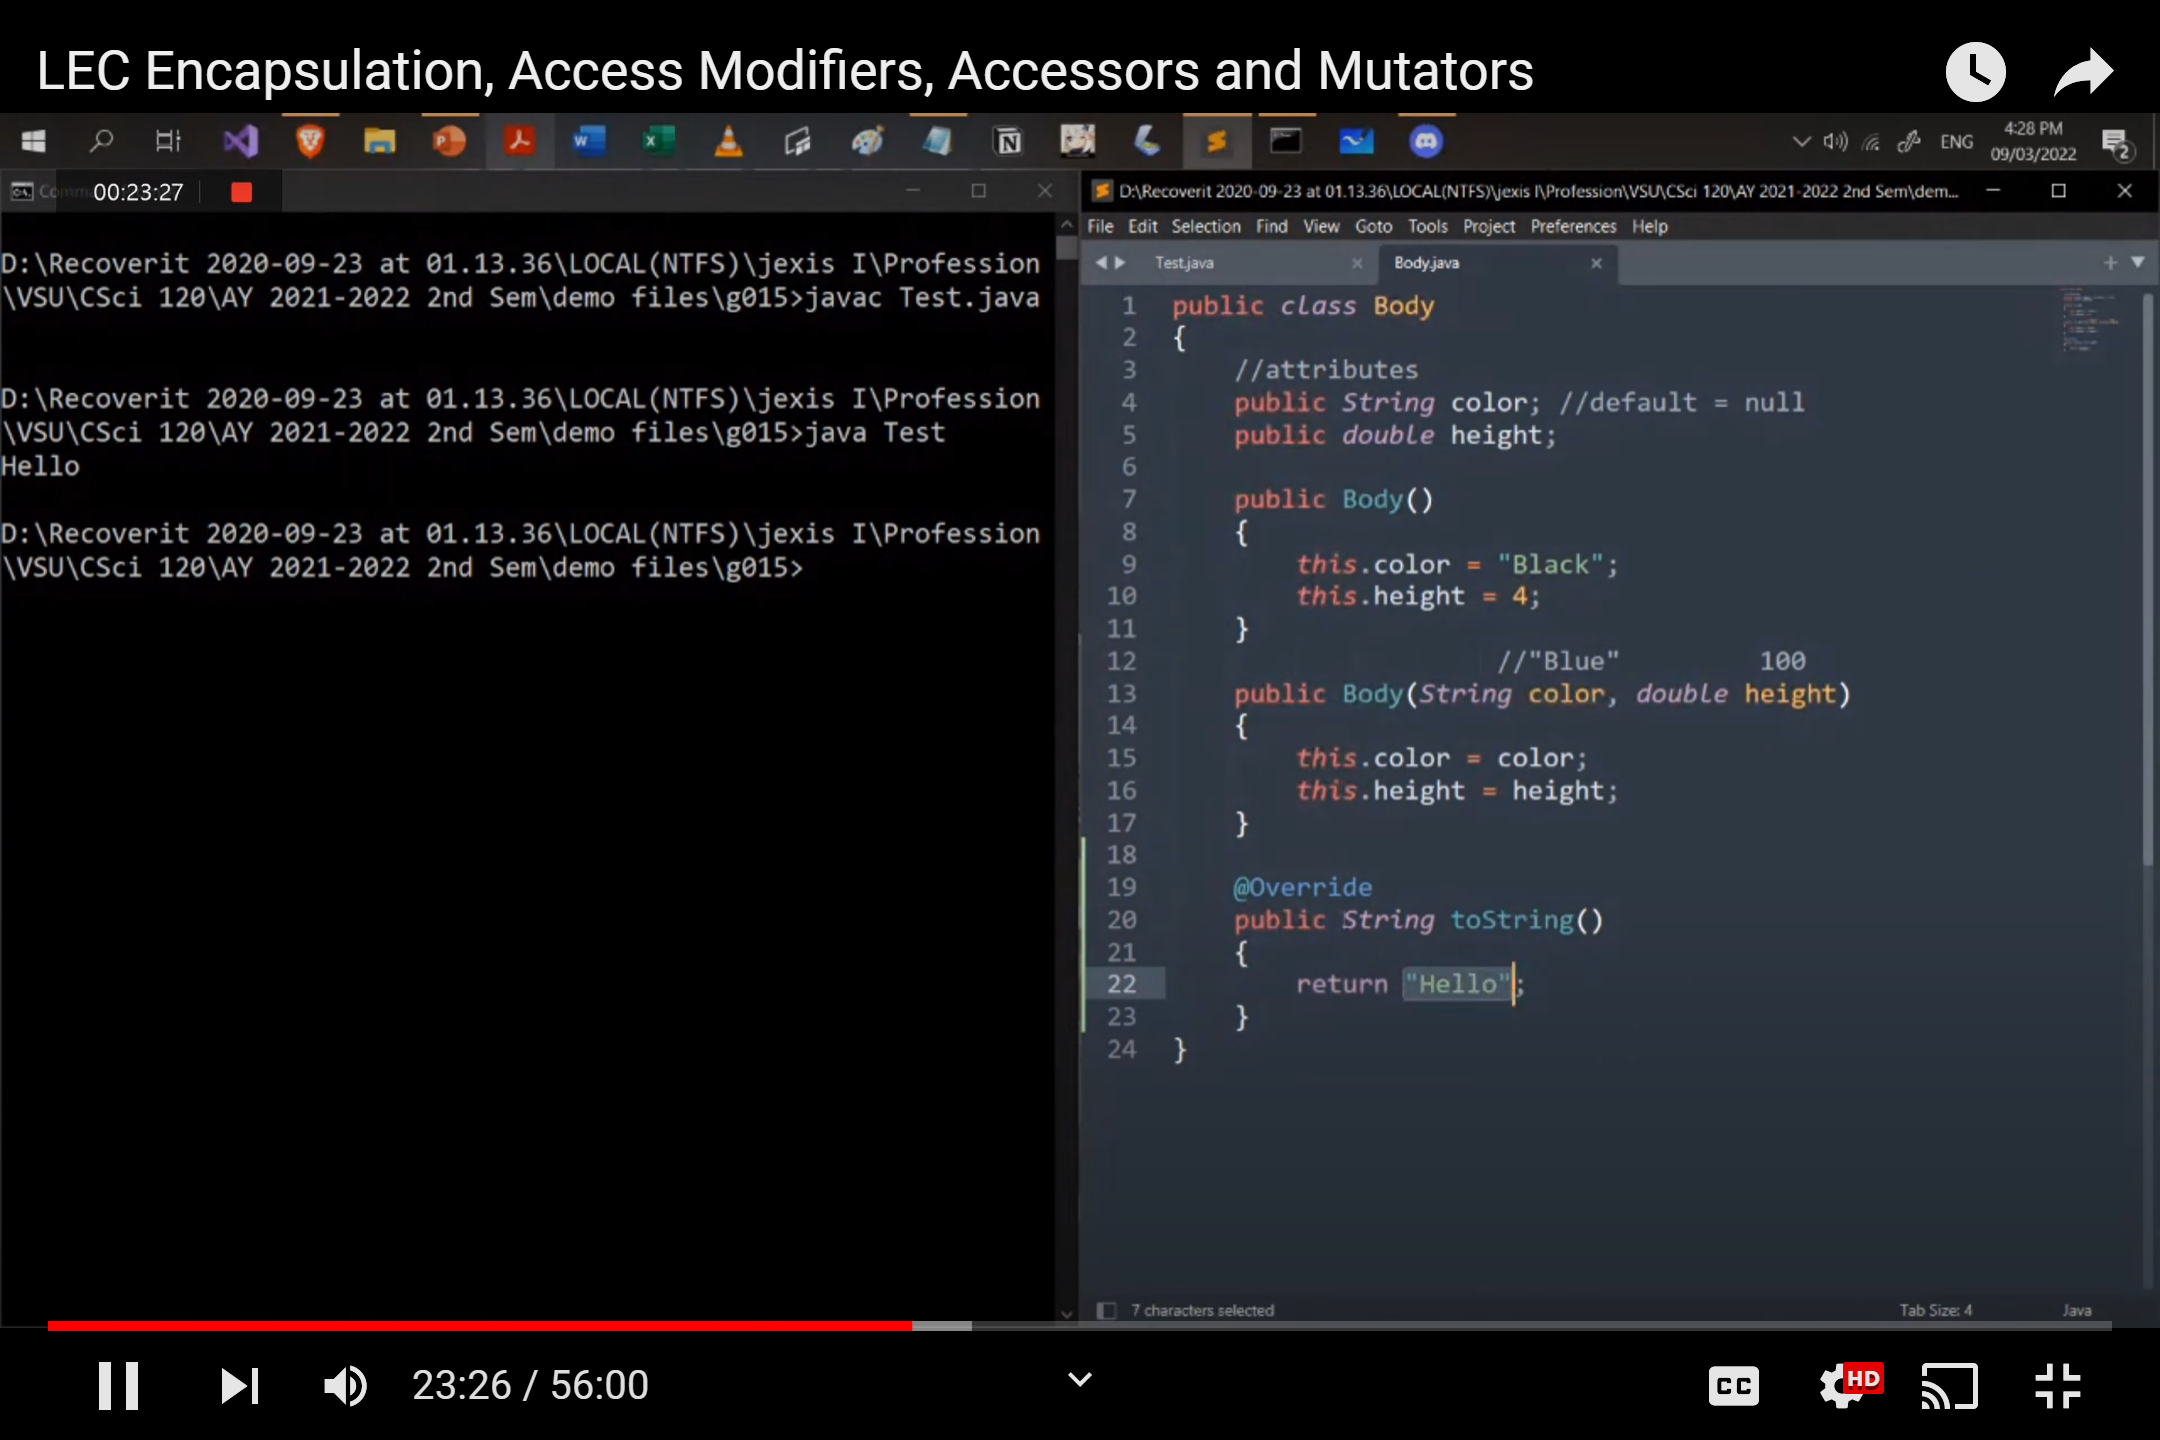 LEC Encapsulation, Access Modifiers, Accessors and Mutators
ENG
4:28 PM
09/03/2022
2
00:23:27
D:\Recoverit 2020-09-23 at 01.13.36\LOCAL(NTFS)\jexis I\Profession\VSU\CSci 120\AY 2021-2022 2nd Sem\dem...
File Edit Selection Find View Goto Tools Project Preferences Help
Test.java
Body.java
D:\Recoverit 2020-09-23 at 01.13.36\LOCAL(NTFS)\jexis I\Profession
\VSU\CSci 120\AY 2021-2022 2nd Sem\demo files\g015>javac Test.java
D:\Recoverit 2020-09-23 at 01.13.36\LOCAL(NTFS)\jexis I\Profession
\VSU\CSci 120\AY 2021-2022 2nd Sem\demo files\g015>java Test
Hello
D:\Recoverit 2020-09-23 at 01.13.36\LOCAL(NTFS)\jexis I\Profession
\VSU\CSci 120\AY 2021-2022 2nd Sem\demo files\g015>
1 public class Body
2 {
3 //attributes
4 public String color; //default = null
5 public double height;
6
7 public Body()
8 {
9 this.color = "Black";
10 this.height = 4;
11 }
12 //"Blue" 100
13 public Body(String color, double height)
14 {
15 this.color = color;
16 this.height = height;
17 }
18
19 @Override
20 public String toString()
21 {
22 return "Hello";
23 }
24 }
7 characters selected
Tab Size: 4
Java
23:26 / 56:00
CC
HD